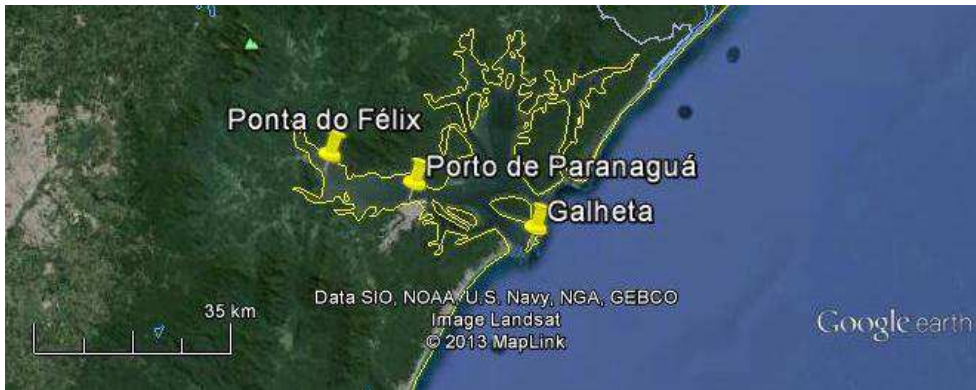 Ponta do Félix
Porto de Paranaguá
Galheta
35 km
Data SIO, NOAA, U.S. Navy, NGA, GEBCO
Image Landsat
© 2013 MapLink
Google earth